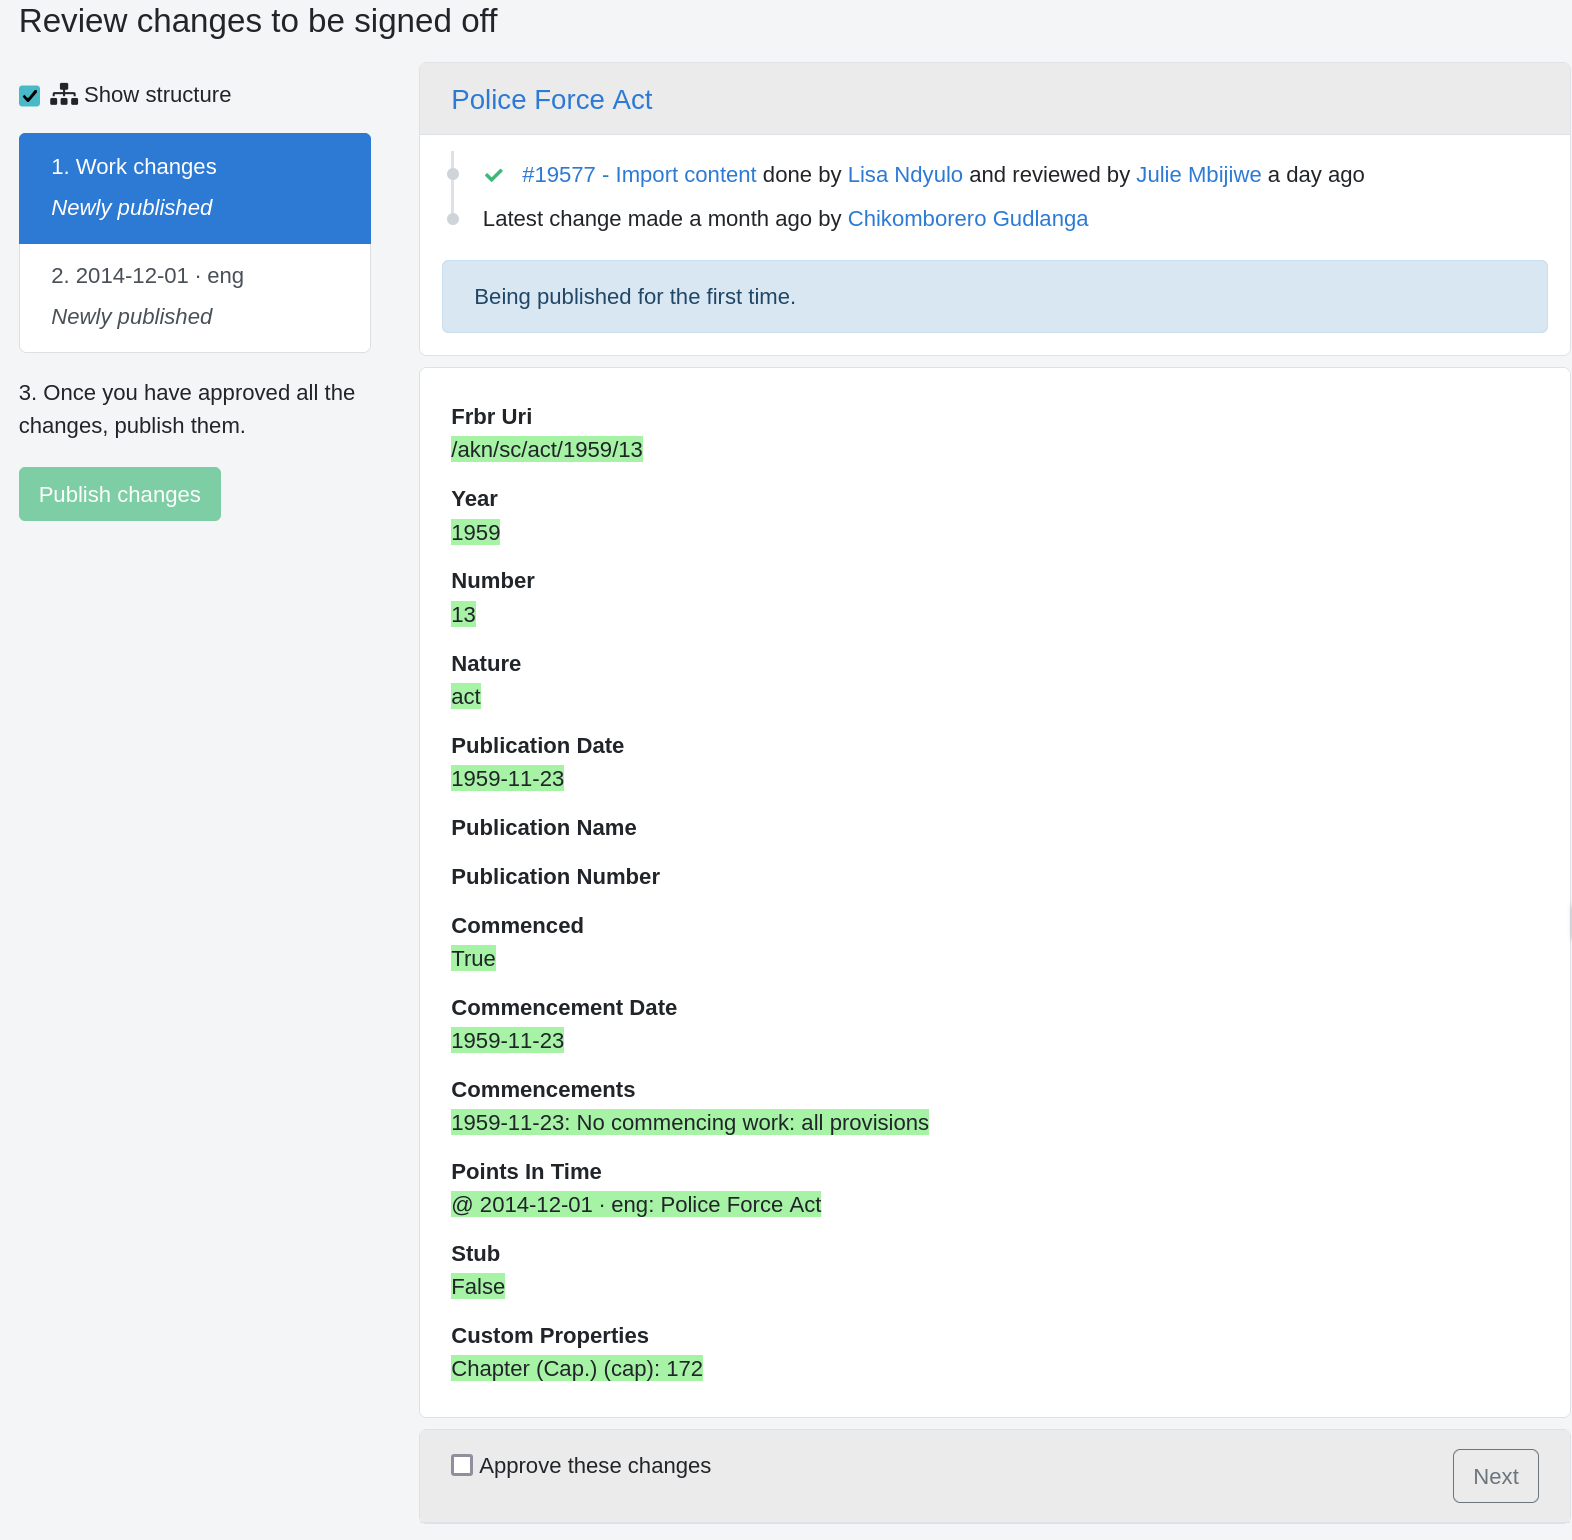 Review changes to be signed off
Show structure
1. Work changes
Newly published
2. 2014-12-01 · eng
Newly published
3. Once you have approved all the
changes, publish them.
Publish changes
Police Force Act
#19577 - Import content done by Lisa Ndyulo and reviewed by Julie Mbijiwe a day ago
Latest change made a month ago by Chikomborero Gudlanga
Being published for the first time.
Frbr Uri
/akn/sc/act/1959/13
Year
1959
Number
13
Nature
act
Publication Date
1959-11-23
Publication Name
Publication Number
Commenced
True
Commencement Date
1959-11-23
Commencements
1959-11-23: No commencing work: all provisions
Points In Time
@ 2014-12-01 · eng: Police Force Act
Stub
False
Custom Properties
Chapter (Cap.) (cap): 172
Approve these changes
Next